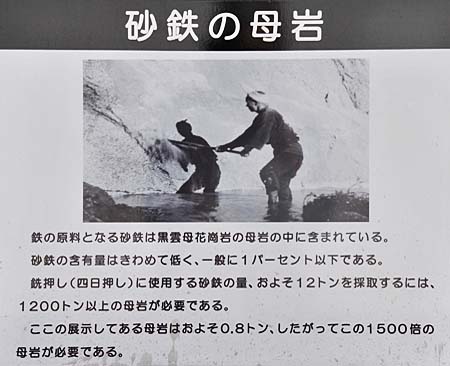 砂鉄の母岩
鉄の原料となる砂鉄は黒雲母花崗岩の母岩の中に含まれている。
砂鉄の含有量はきわめて低く、一般に1パーセント以下である。
銑押し(四日押し)に使用する砂鉄の量、およそ12トンを採取するには、
1200トン以上の母岩が必要である。
ここの展示してある母岩はおよそ0.8トン、したがってこの1500倍の
母岩が必要である。